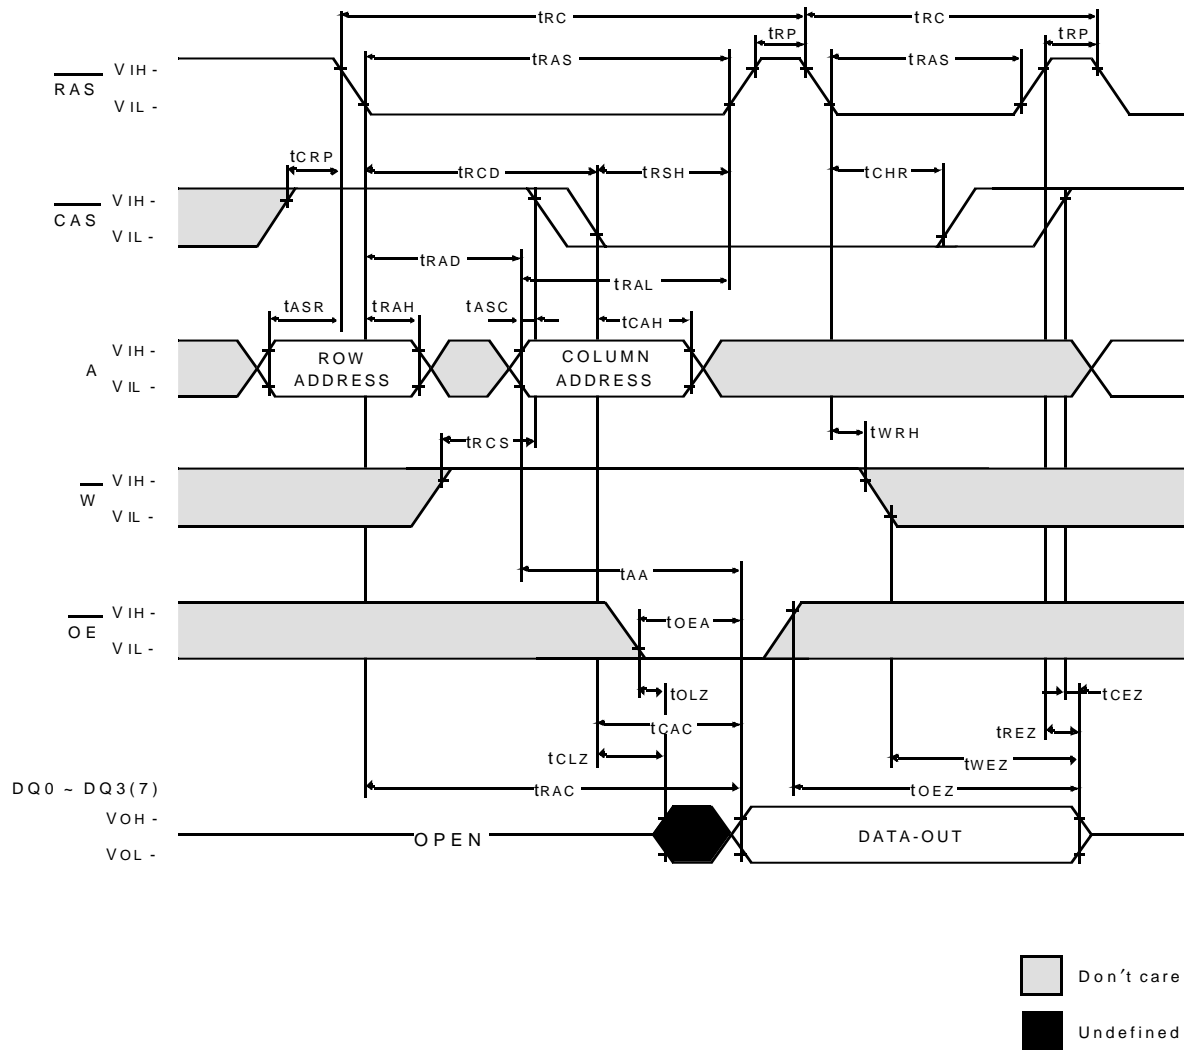 tRC tRC
tRP tRP
tRAS tRAS
RAS
VIH -
VIL -
tCRP
tRCD tRSH tCHR
CAS
VIH -
VIL -
tRAD
tRAL
tASR tRAH tASC
tCAH
A
VIH -
VIL -
ROW
ADDRESS
COLUMN
ADDRESS
tWRH
tRCS
W
VIH -
VIL -
tAA
OE
VIH -
VIL -
tOEA
tOLZ tCEZ
tCAC
tREZ
tCLZ tWEZ
DQ0 ~ DQ3(7)
tRAC tOEZ
VOH -
VOL -
OPEN
DATA-OUT
Don′t care
Undefined